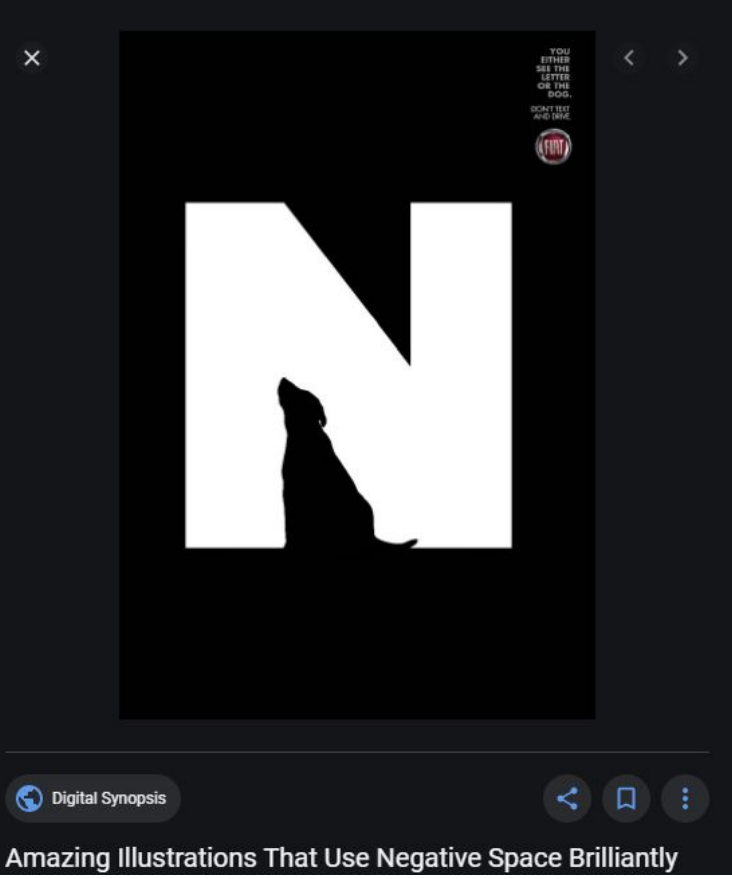 YOU
EITHER
SEE THE
LETTER
OR THE
DOG.
DON'T TEXT
AND DRIVE.
FIAT
N
Digital Synopsis
Amazing Illustrations That Use Negative Space Brilliantly